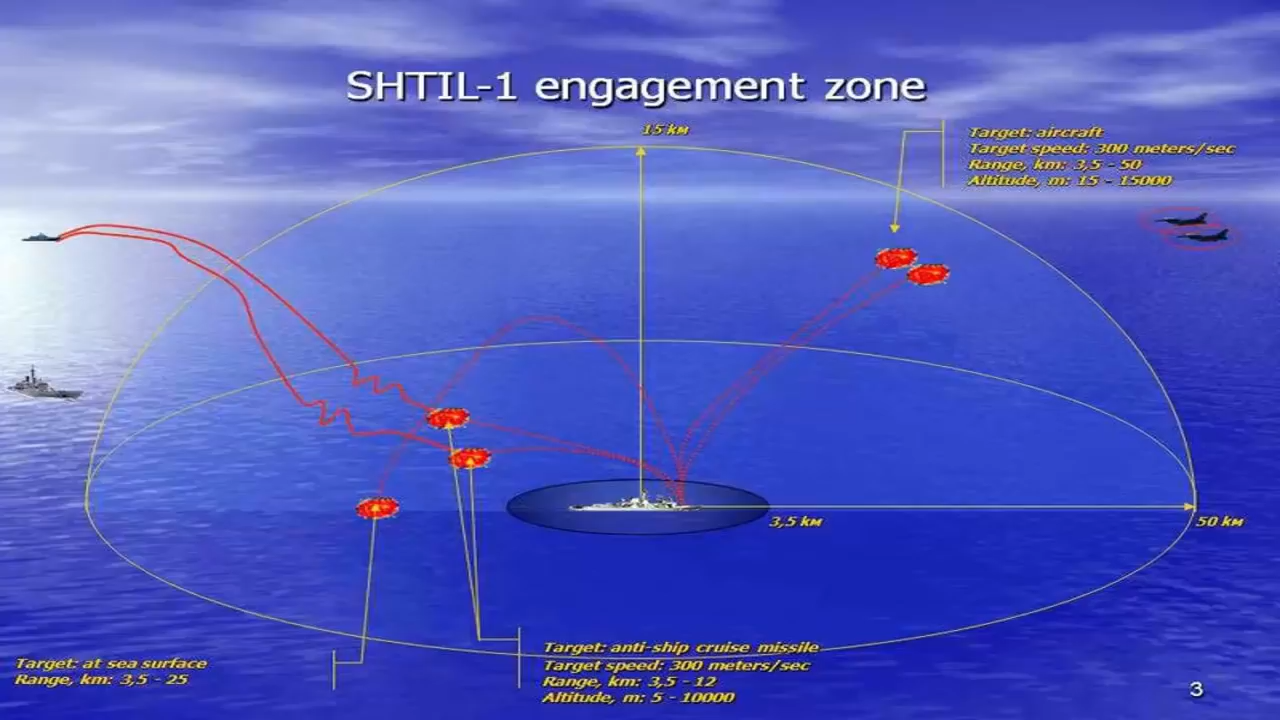 SHTIL-1 engagement zone
15 км
Target: aircraft
Target speed: 300 meters/sec
Range, km: 3,5 - 50
Altitude, m: 15 - 15000
3,5 км
50 км
Target: at sea surface
Range, km: 3,5 - 25
Target: anti-ship cruise missile
Target speed: 300 meters/sec
Range, km: 3,5 - 12
Altitude, m: 5 - 10000
3